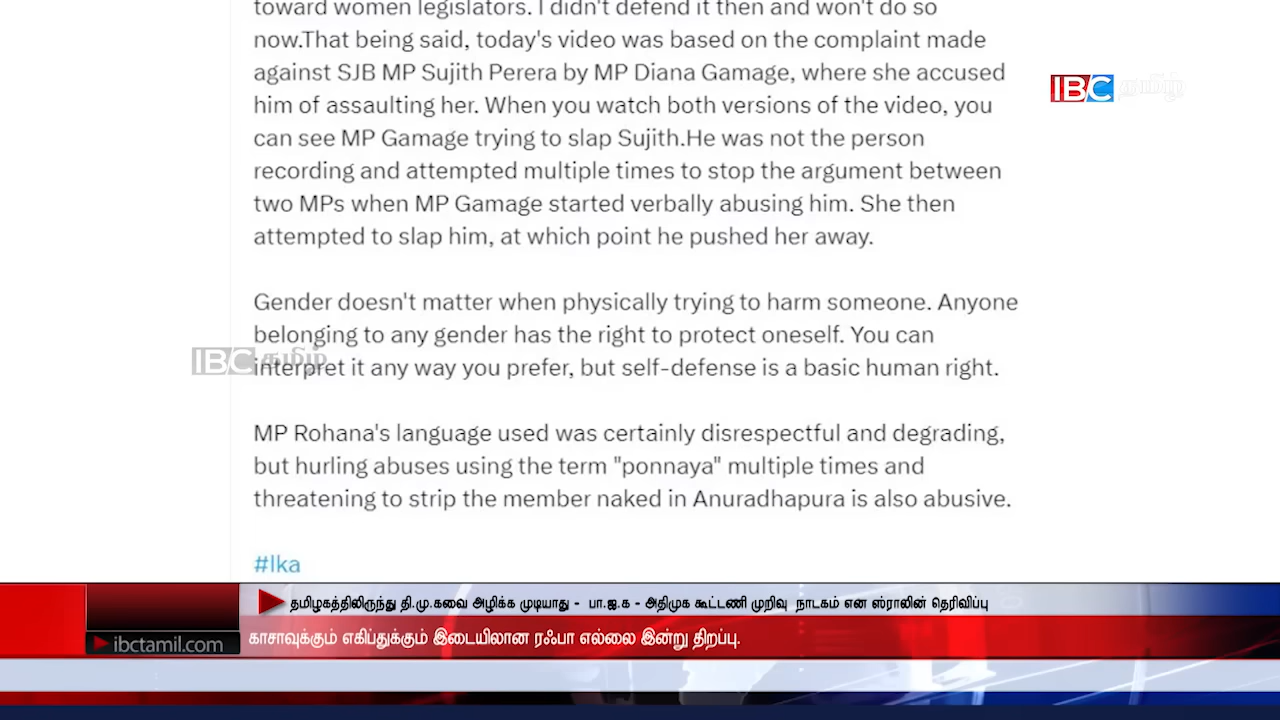 toward women legislators. I didn't defend it then and won't do so
now.That being said, today's video was based on the complaint made
against SJB MP Sujith Perera by MP Diana Gamage, where she accused
IBC தமிழ்
him of assaulting her. When you watch both versions of the video, you
can see MP Gamage trying to slap Sujith.He was not the person
recording and attempted multiple times to stop the argument between
two MPs when MP Gamage started verbally abusing him. She then
attempted to slap him, at which point he pushed her away.
Gender doesn't matter when physically trying to harm someone. Anyone
belonging to any gender has the right to protect oneself. You can
IBC தமிழ்
interpret it any way you prefer, but self-defense is a basic human right.
MP Rohana's language used was certainly disrespectful and degrading,
but hurling abuses using the term "ponnaya" multiple times and
threatening to strip the member naked in Anuradhapura is also abusive.
#lka
தமிழகத்திலிருந்து தி.மு.கவை அழிக்க முடியாது - பா.ஜ.க - அதிமுக கூட்டணி முறிவு நாடகம் என ஸ்ராலின் தெரிவிப்பு
ibctamil.com
காசாவுக்கும் எகிப்துக்கும் இடையிலான ரஃபா எல்லை இன்று திறப்பு.